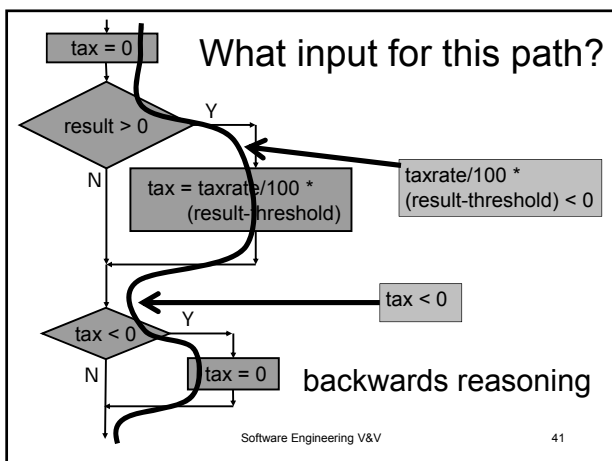 tax = 0
What input for this path?
result > 0
Y
N
tax = taxrate/100 *
(result-threshold)
taxrate/100 *
(result-threshold) < 0
tax < 0
Y
tax < 0
N
tax = 0
backwards reasoning
Software Engineering V&V
41